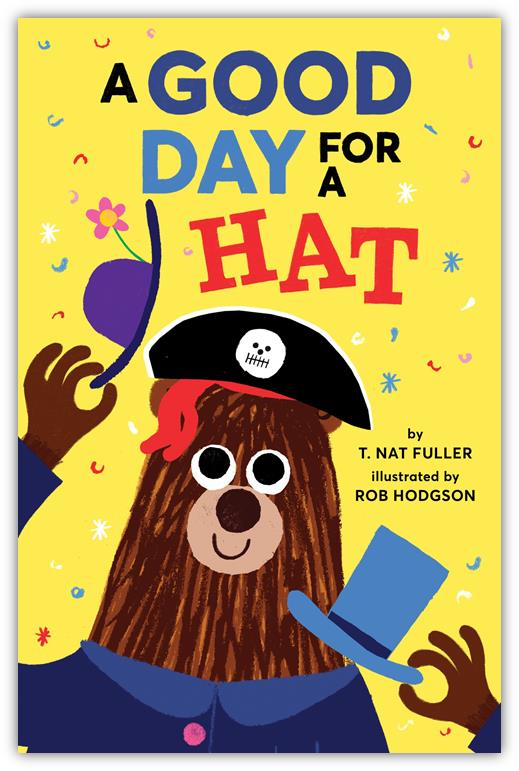 A GOOD
DAY FOR A
HAT
by
T. NAT FULLER
illustrated by
ROB HODGSON